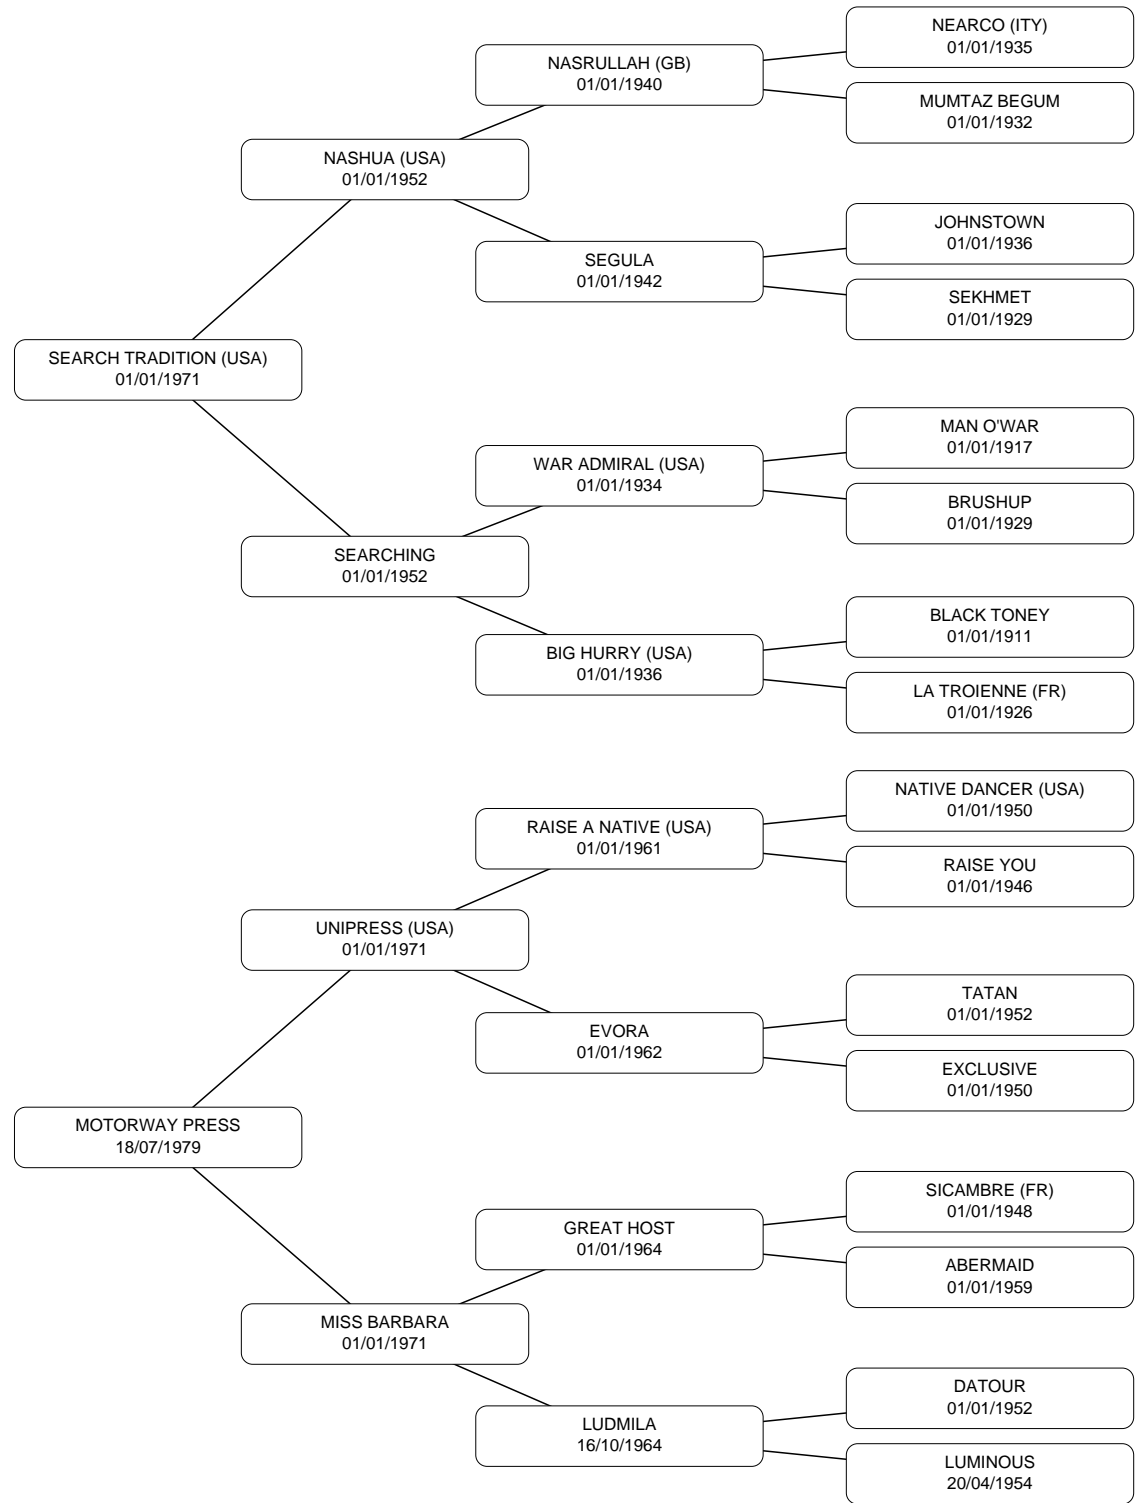 NEARCO (ITY)
01/01/1935
NASRULLAH (GB)
01/01/1940
MUMTAZ BEGUM
01/01/1932
NASHUA (USA)
01/01/1952
JOHNSTOWN
01/01/1936
SEGULA
01/01/1942
SEKHMET
01/01/1929
SEARCH TRADITION (USA)
01/01/1971
MAN O'WAR
01/01/1917
WAR ADMIRAL (USA)
01/01/1934
BRUSHUP
01/01/1929
SEARCHING
01/01/1952
BLACK TONEY
01/01/1911
BIG HURRY (USA)
01/01/1936
LA TROIENNE (FR)
01/01/1926
NATIVE DANCER (USA)
01/01/1950
RAISE A NATIVE (USA)
01/01/1961
RAISE YOU
01/01/1946
UNIPRESS (USA)
01/01/1971
TATAN
01/01/1952
EVORA
01/01/1962
EXCLUSIVE
01/01/1950
MOTORWAY PRESS
18/07/1979
SICAMBRE (FR)
01/01/1948
GREAT HOST
01/01/1964
ABERMAID
01/01/1959
MISS BARBARA
01/01/1971
DATOUR
01/01/1952
LUDMILA
16/10/1964
LUMINOUS
20/04/1954